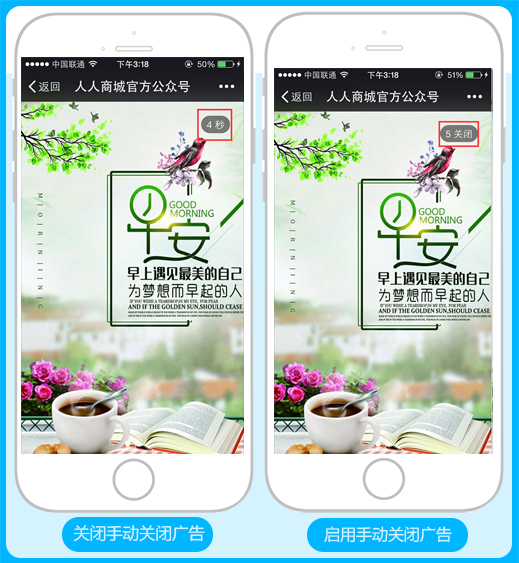 中国联通 下午3:18 50%
返回 人人商城官方公众号
4 秒
GOOD
MORNING
早安
M|O|R|N|I|N|G
早上遇见最美的自己
为梦想而早起的人
IF YOU WERE A TEARDROP,IN MY EYE, FOR FEAR
AND IF THE GOLDEN SUN,SHOULD CEASE
关闭手动关闭广告
中国联通 下午3:18 51%
返回 人人商城官方公众号
5 关闭
GOOD
MORNING
早安
M|O|R|N|I|N|G
早上遇见最美的自己
为梦想而早起的人
IF YOU WERE A TEARDROP,IN MY EYE, FOR FEAR
AND IF THE GOLDEN SUN,SHOULD CEASE
启用手动关闭广告